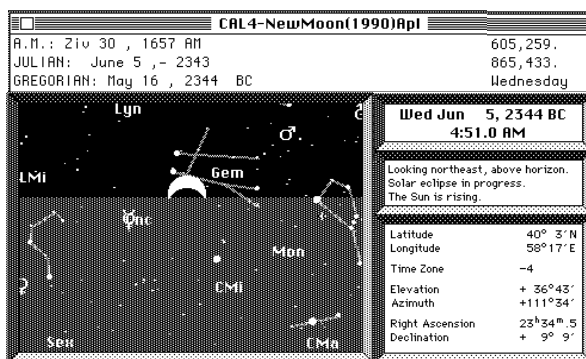 CAL4-NewMoon(1990)Apl
A.M.: Ziv 30 , 1657 AM 605,259.
JULIAN: June 5 ,- 2343 865,433.
GREGORIAN: May 16 , 2344 BC Wednesday
Wed Jun 5, 2344 BC
4:51.0 AM
Looking northeast, above horizon.
Solar eclipse in progress.
The Sun is rising.
Latitude 40° 3'N
Longitude 58°17'E
Time Zone -4
Elevation + 36°43'
Azimuth +111°34'
Right Ascension 23h34m.5
Declination + 9° 9'
Lyn
♂
LMi
Gem
Cnc
Mon
♀
CMi
Sex
CMa